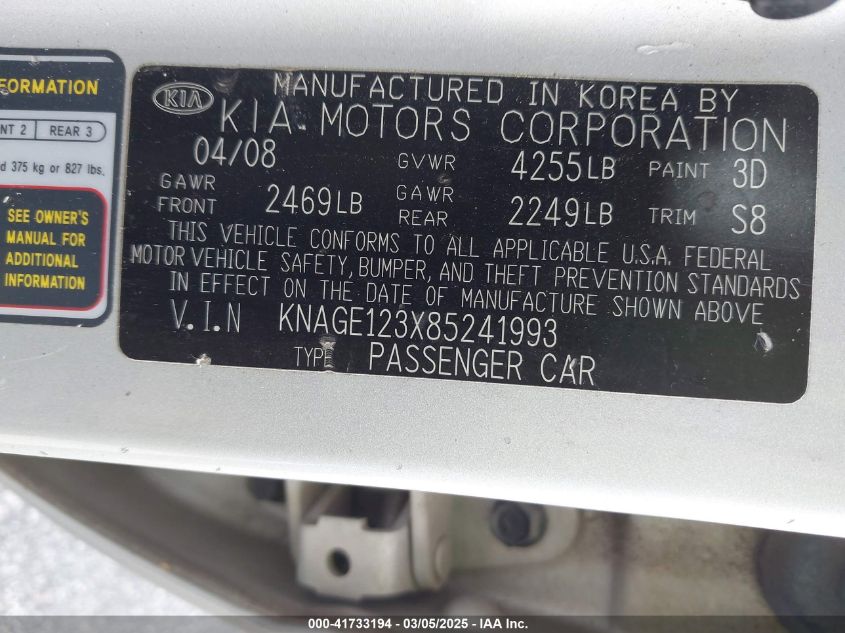 FORMATION
NT 2 REAR 3
d 375 kg or 827 lbs.
SEE OWNER'S
MANUAL FOR
ADDITIONAL
INFORMATION
KIA
MANUFACTURED IN KOREA BY
KIA MOTORS CORPORATION
04/08 GVWR 4255LB PAINT 3D
GAWR FRONT 2469LB GAWR REAR 2249LB TRIM S8
THIS VEHICLE CONFORMS TO ALL APPLICABLE U.S.A. FEDERAL
MOTOR VEHICLE SAFETY, BUMPER, AND THEFT PREVENTION STANDARDS
IN EFFECT ON THE DATE OF MANUFACTURE SHOWN ABOVE
V.I.N KNAGE123X85241993
TYPE PASSENGER CAR
000-41733194 - 03/05/2025 - IAA Inc.